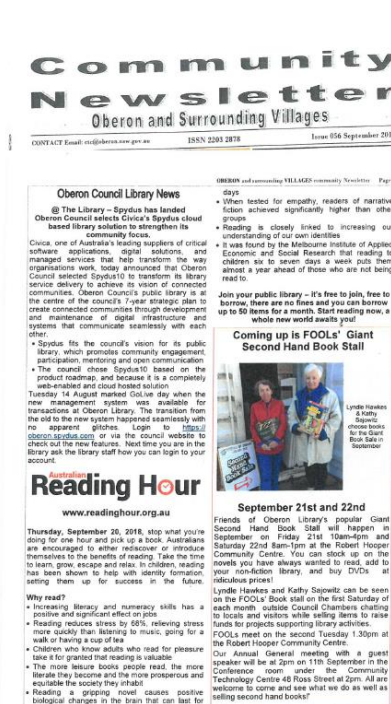 Community
Newsletter
Oberon and Surrounding Villages
CONTACT Email: ctc@oberon.nsw.gov.au
ISSN 2203 2878
Issue 056 September 201
OBERON and surrounding VILLAGES community Newsletter Page
Oberon Council Library News
@ The Library – Spydus has landed
Oberon Council selects Civica's Spydus cloud
based library solution to strengthen its
community focus.
Civica, one of Australia's leading suppliers of critical
software applications, digital solutions, and
managed services that help transform the way
organisations work, today announced that Oberon
Council selected Spydus10 to transform its library
service delivery to achieve its vision of connected
communities. Oberon Council's public library is at
the centre of the council's 7-year strategic plan to
create connected communities through development
and maintenance of digital infrastructure and
systems that communicate seamlessly with each
other.
• Spydus fits the council's vision for its public
library, which promotes community engagement,
participation, mentoring and open communication
• The council chose Spydus10 based on the
product roadmap, and because it is a completely
web-enabled and cloud hosted solution
Tuesday 14 August marked GoLive day when the
new management system was available for
transactions at Oberon Library. The transition from
the old to the new system happened seamlessly with
no apparent glitches. Login to https://
oberon.spydus.com or via the council website to
check out the new features. Next time you are in the
library ask the library staff how you can login to your
account.
Australian
Reading Hour
www.readinghour.org.au
Thursday, September 20, 2018, stop what you're
doing for one hour and pick up a book. Australians
are encouraged to either rediscover or introduce
themselves to the benefits of reading. Take the time
to learn, grow, escape and relax. In children, reading
has been shown to help with identity formation,
setting them up for success in the future.
Why read?
• Increasing literacy and numeracy skills has a
positive and significant effect on jobs
• Reading reduces stress by 68%, relieving stress
more quickly than listening to music, going for a
walk or having a cup of tea
• Children who know adults who read for pleasure
take it for granted that reading is valuable
• The more leisure books people read, the more
literate they become and the more prosperous and
equitable the society they inhabit
• Reading a gripping novel causes positive
biological changes in the brain that can last for
days
• When tested for empathy, readers of narrative
fiction achieved significantly higher than othe
groups
• Reading is closely linked to increasing our
understanding of our own identities
• It was found by the Melbourne Institute of Applied
Economic and Social Research that reading to
children six to seven days a week puts them
almost a year ahead of those who are not being
read to.
Join your public library – it's free to join, free to
borrow, there are no fines and you can borrow
up to 50 items for a month. Start reading now, a
whole new world awaits you!
Coming up is FOOLs' Giant
Second Hand Book Stall
Lyndie Hawkes
& Kathy
Sajowitz
choose books
for the Giant
Book Sale in
September
September 21st and 22nd
Friends of Oberon Library's popular Giant
Second Hand Book Stall will happen in
September on Friday 21st 10am-4pm and
Saturday 22nd 8am-1pm at the Robert Hooper
Community Centre. You can stock up on the
novels you have always wanted to read, add to
your non-fiction library, and buy DVDs at
ridiculous prices!
Lyndie Hawkes and Kathy Sajowitz can be seen
on the FOOLs' Book stall on the first Saturday of
each month outside Council Chambers chatting
to locals and visitors while selling items to raise
funds for projects supporting library activities.
FOOLs meet on the second Tuesday 1.30pm at
the Robert Hooper Community Centre.
Our Annual General meeting with a guest
speaker will be at 2pm on 11th September in the
Conference room under the Community
Technology Centre 48 Ross Street at 2pm. All are
welcome to come and see what we do as well as
selling second hand books?